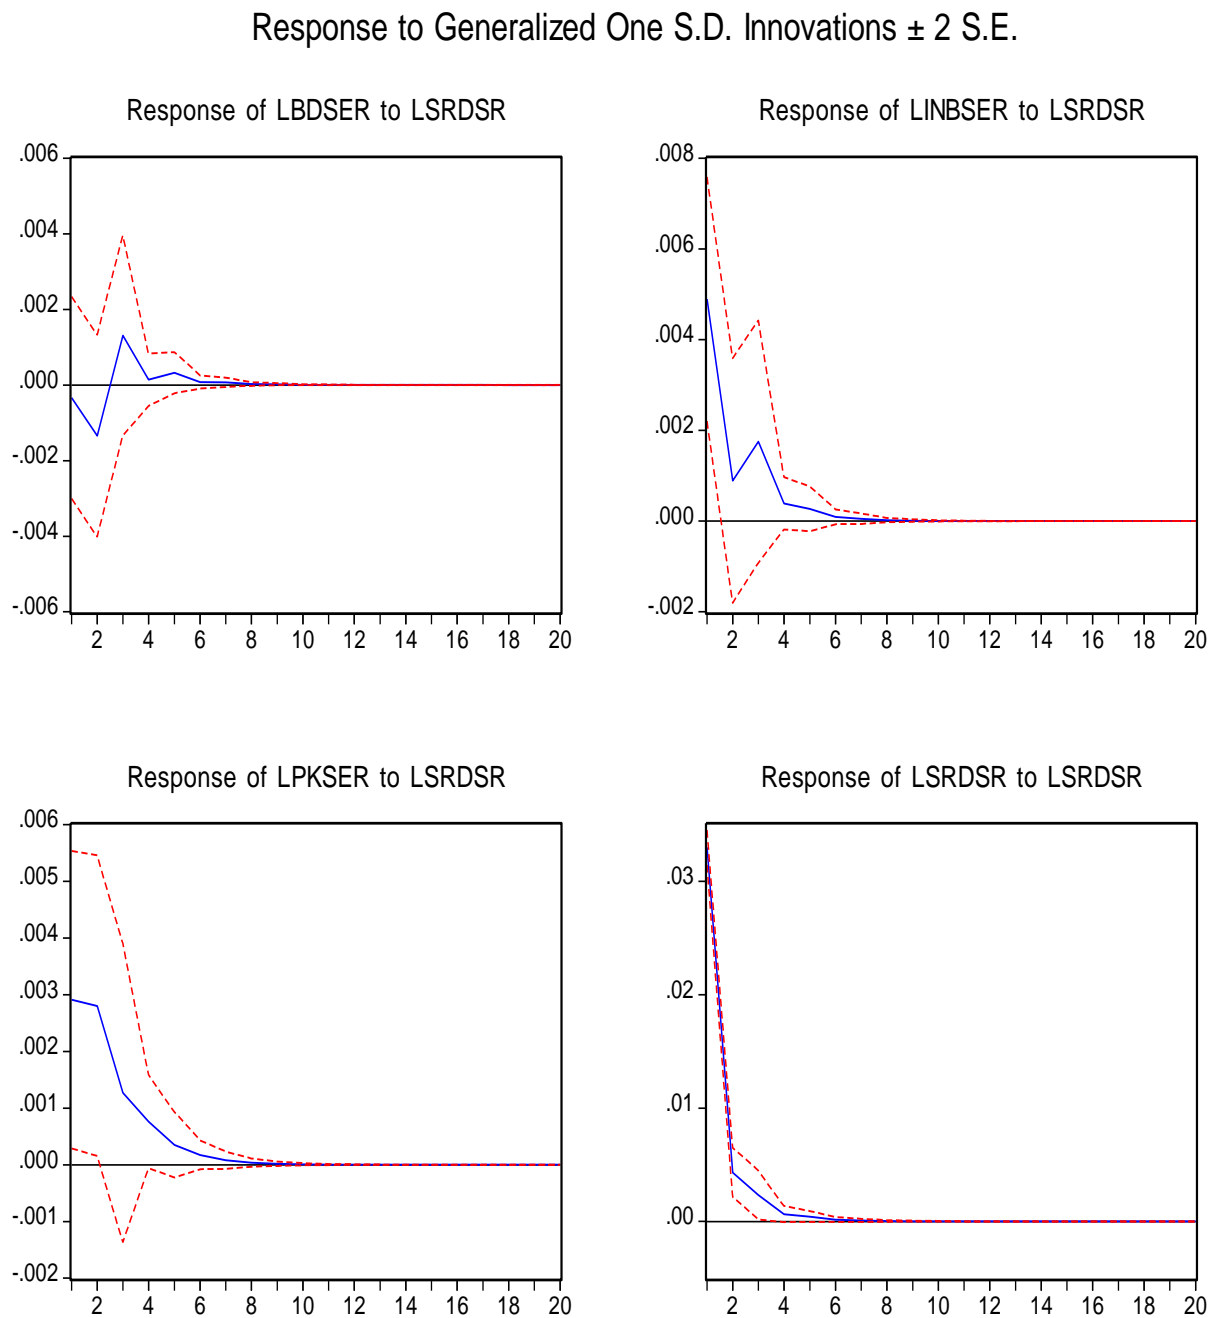 Response to Generalized One S.D. Innovations ± 2 S.E.
Response of LBDSER to LSRDSR
.006
.004
.002
.000
-.002
-.004
-.006
2 4 6 8 10 12 14 16 18 20
Response of LINBSER to LSRDSR
.008
.006
.004
.002
.000
-.002
2 4 6 8 10 12 14 16 18 20
Response of LPKSER to LSRDSR
.006
.005
.004
.003
.002
.001
.000
-.001
-.002
2 4 6 8 10 12 14 16 18 20
Response of LSRDSR to LSRDSR
.03
.02
.01
.00
2 4 6 8 10 12 14 16 18 20